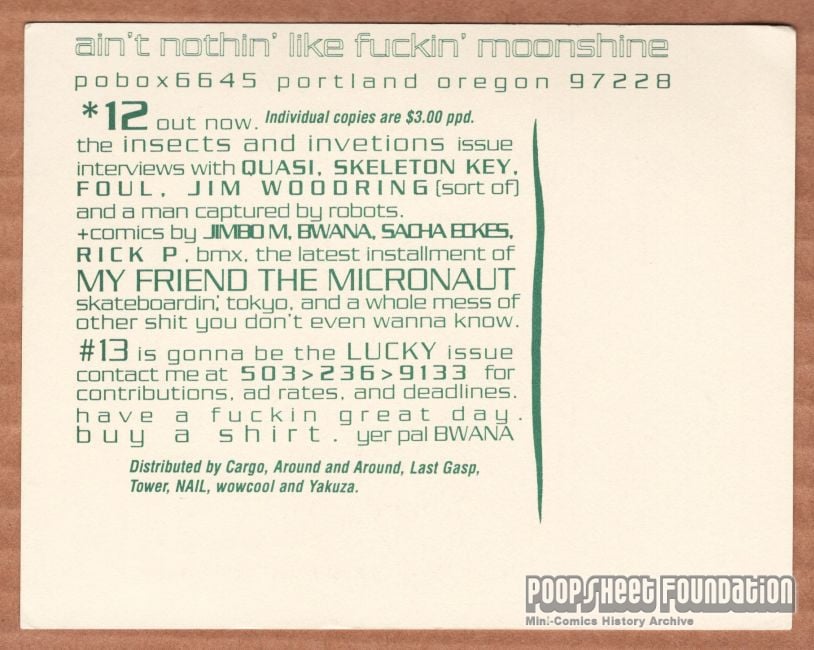 ain't nothin' like fuckin' moonshine
pobox6645 portland oregon 97228
*12 out now. Individual copies are $3.00 ppd.
the insects and invetions issue
interviews with QUASI, SKELETON KEY,
FOUL, JIM WOODRING (sort of)
and a man captured by robots.
+comics by JIMBO M, BWANA, SACHA ECKES,
RICK P. bmx, the latest installment of
MY FRIEND THE MICRONAUT
skateboardin', tokyo, and a whole mess of
other shit you don't even wanna know.
#13 is gonna be the LUCKY issue
contact me at 503>236>9133 for
contributions, ad rates, and deadlines.
have a fuckin great day.
buy a shirt. yer pal BWANA
Distributed by Cargo, Around and Around, Last Gasp,
Tower, NAIL, wowcool and Yakuza.
POOPSHEET FOUNDATION
Mini-Comics History Archive